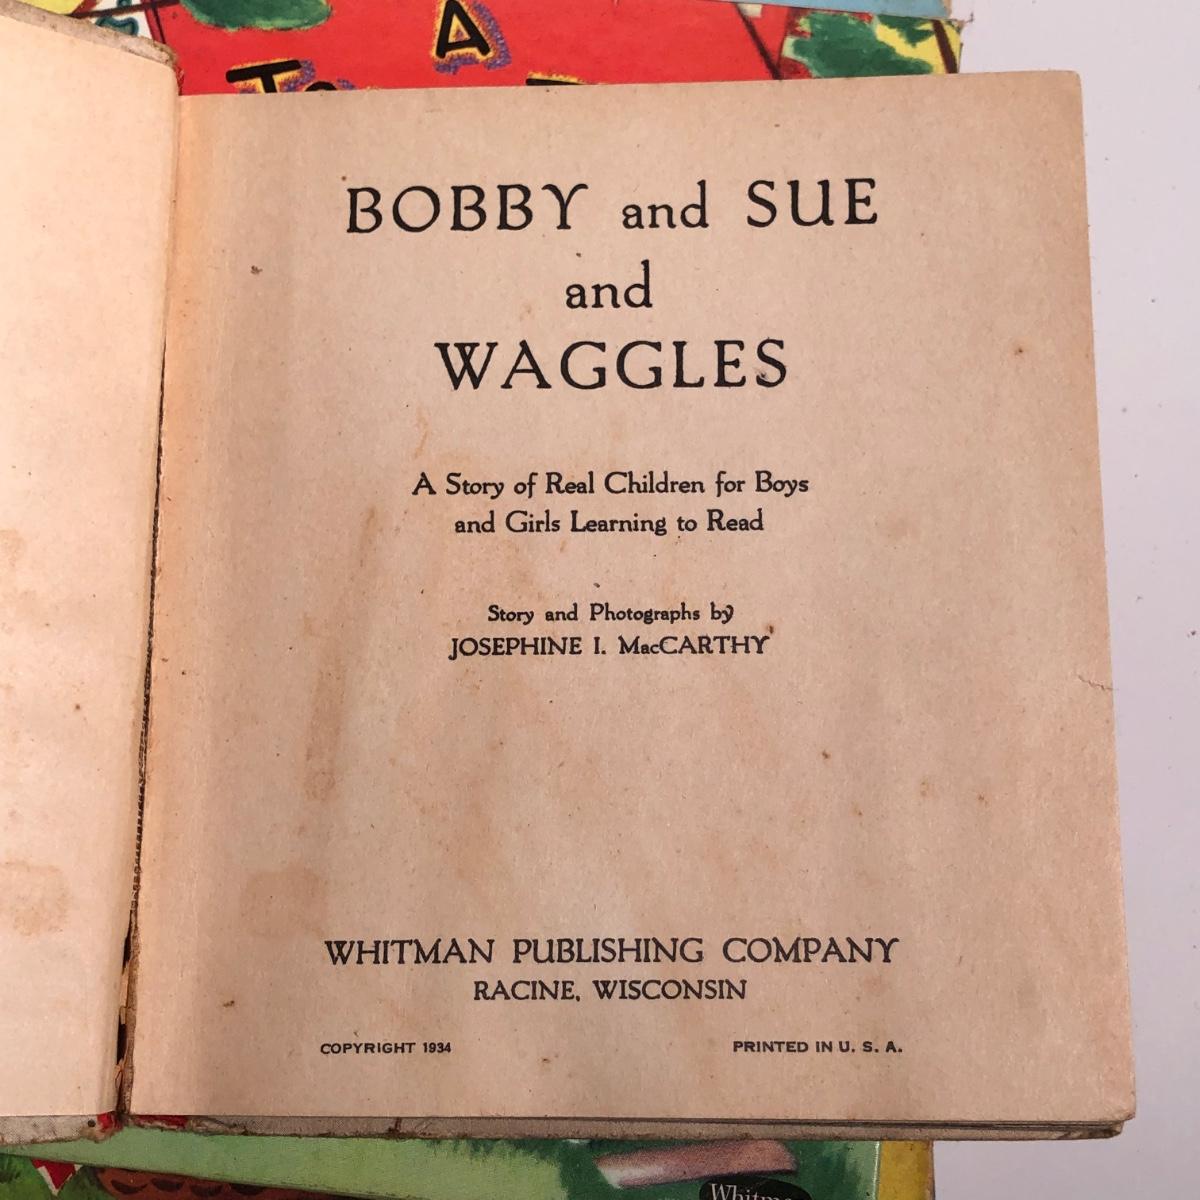 A
BOBBY and SUE
and
WAGGLES
A Story of Real Children for Boys
and Girls Learning to Read
Story and Photographs by
JOSEPHINE I. MacCARTHY
WHITMAN PUBLISHING COMPANY
RACINE, WISCONSIN
COPYRIGHT 1934 PRINTED IN U. S. A.